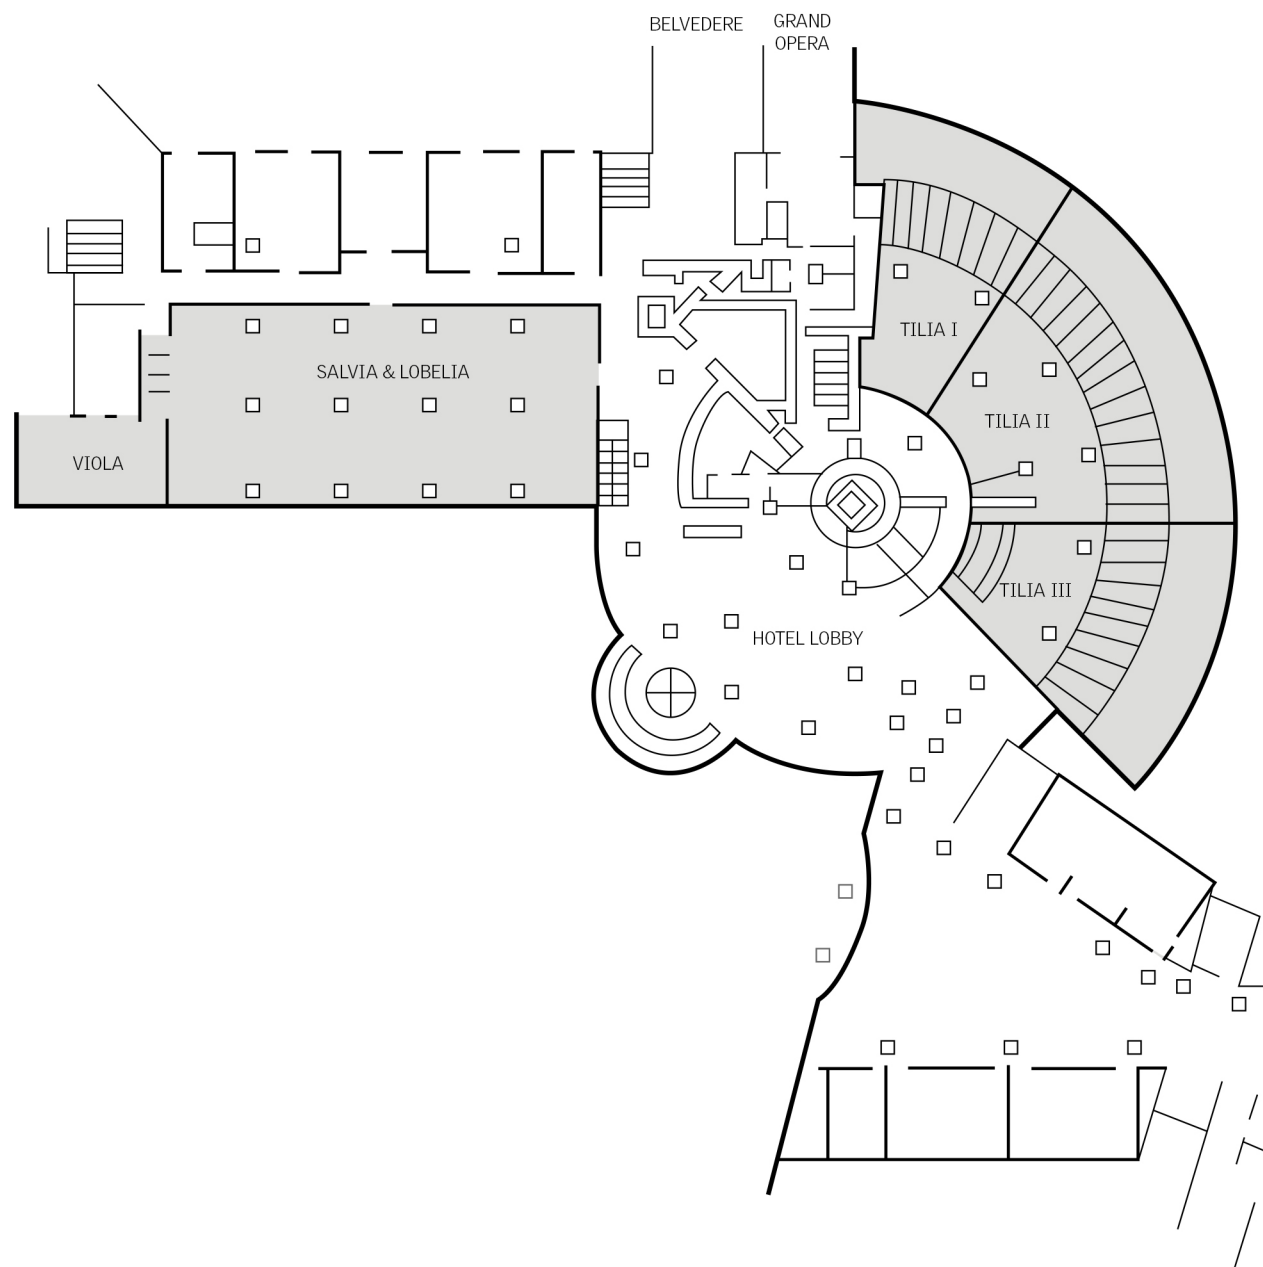 BELVEDERE
GRAND
OPERA
TILIA I
SALVIA & LOBELIA
TILIA II
VIOLA
TILIA III
HOTEL LOBBY